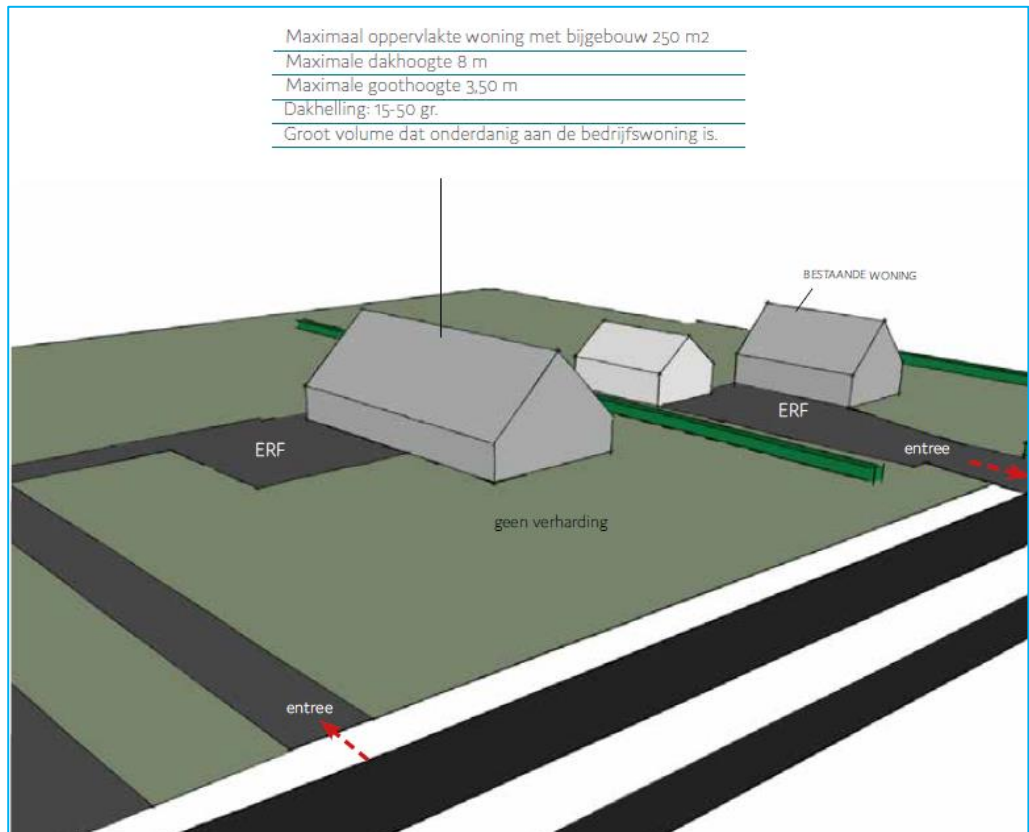 Maximaal oppervlakte woning met bijgebouw 250 m2
Maximale dakhoogte 8 m
Maximale goothoogte 3,50 m
Dakhelling: 15-50 gr.
Groot volume dat onderdanig aan de bedrijfswoning is.
BESTAANDE WONING
ERF
ERF
entree
geen verharding
entree